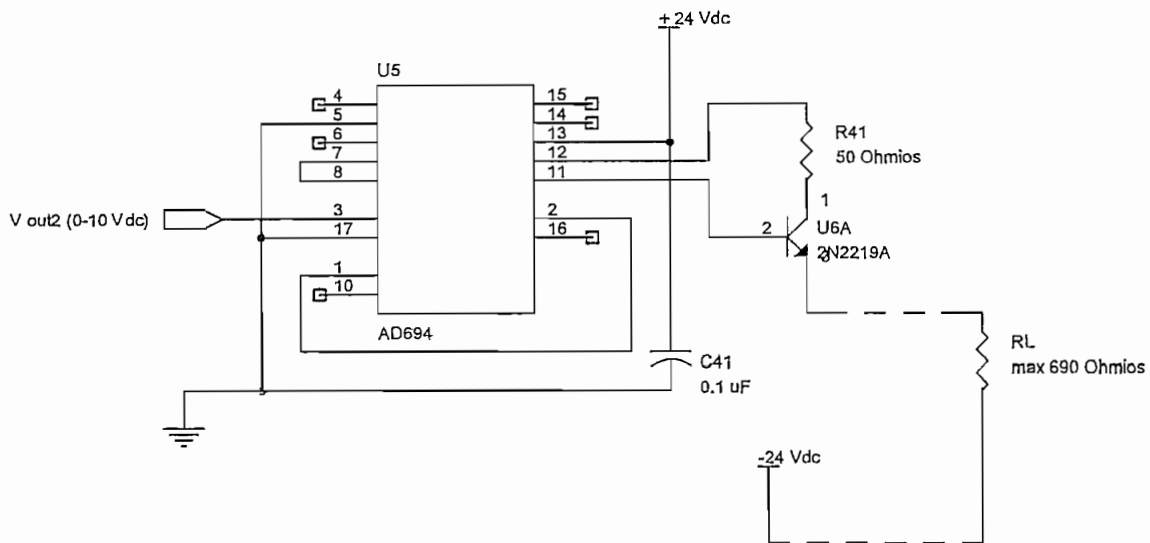 +24 Vdc
U5
4
5
6
7
8
3
17
1
10
15
14
13
12
11
2
16
AD694
V out2 (0-10 Vdc)
R41
50 Ohmios
1
2
U6A
2N2219A
3
C41
0.1 uF
RL
max 690 Ohmios
-24 Vdc